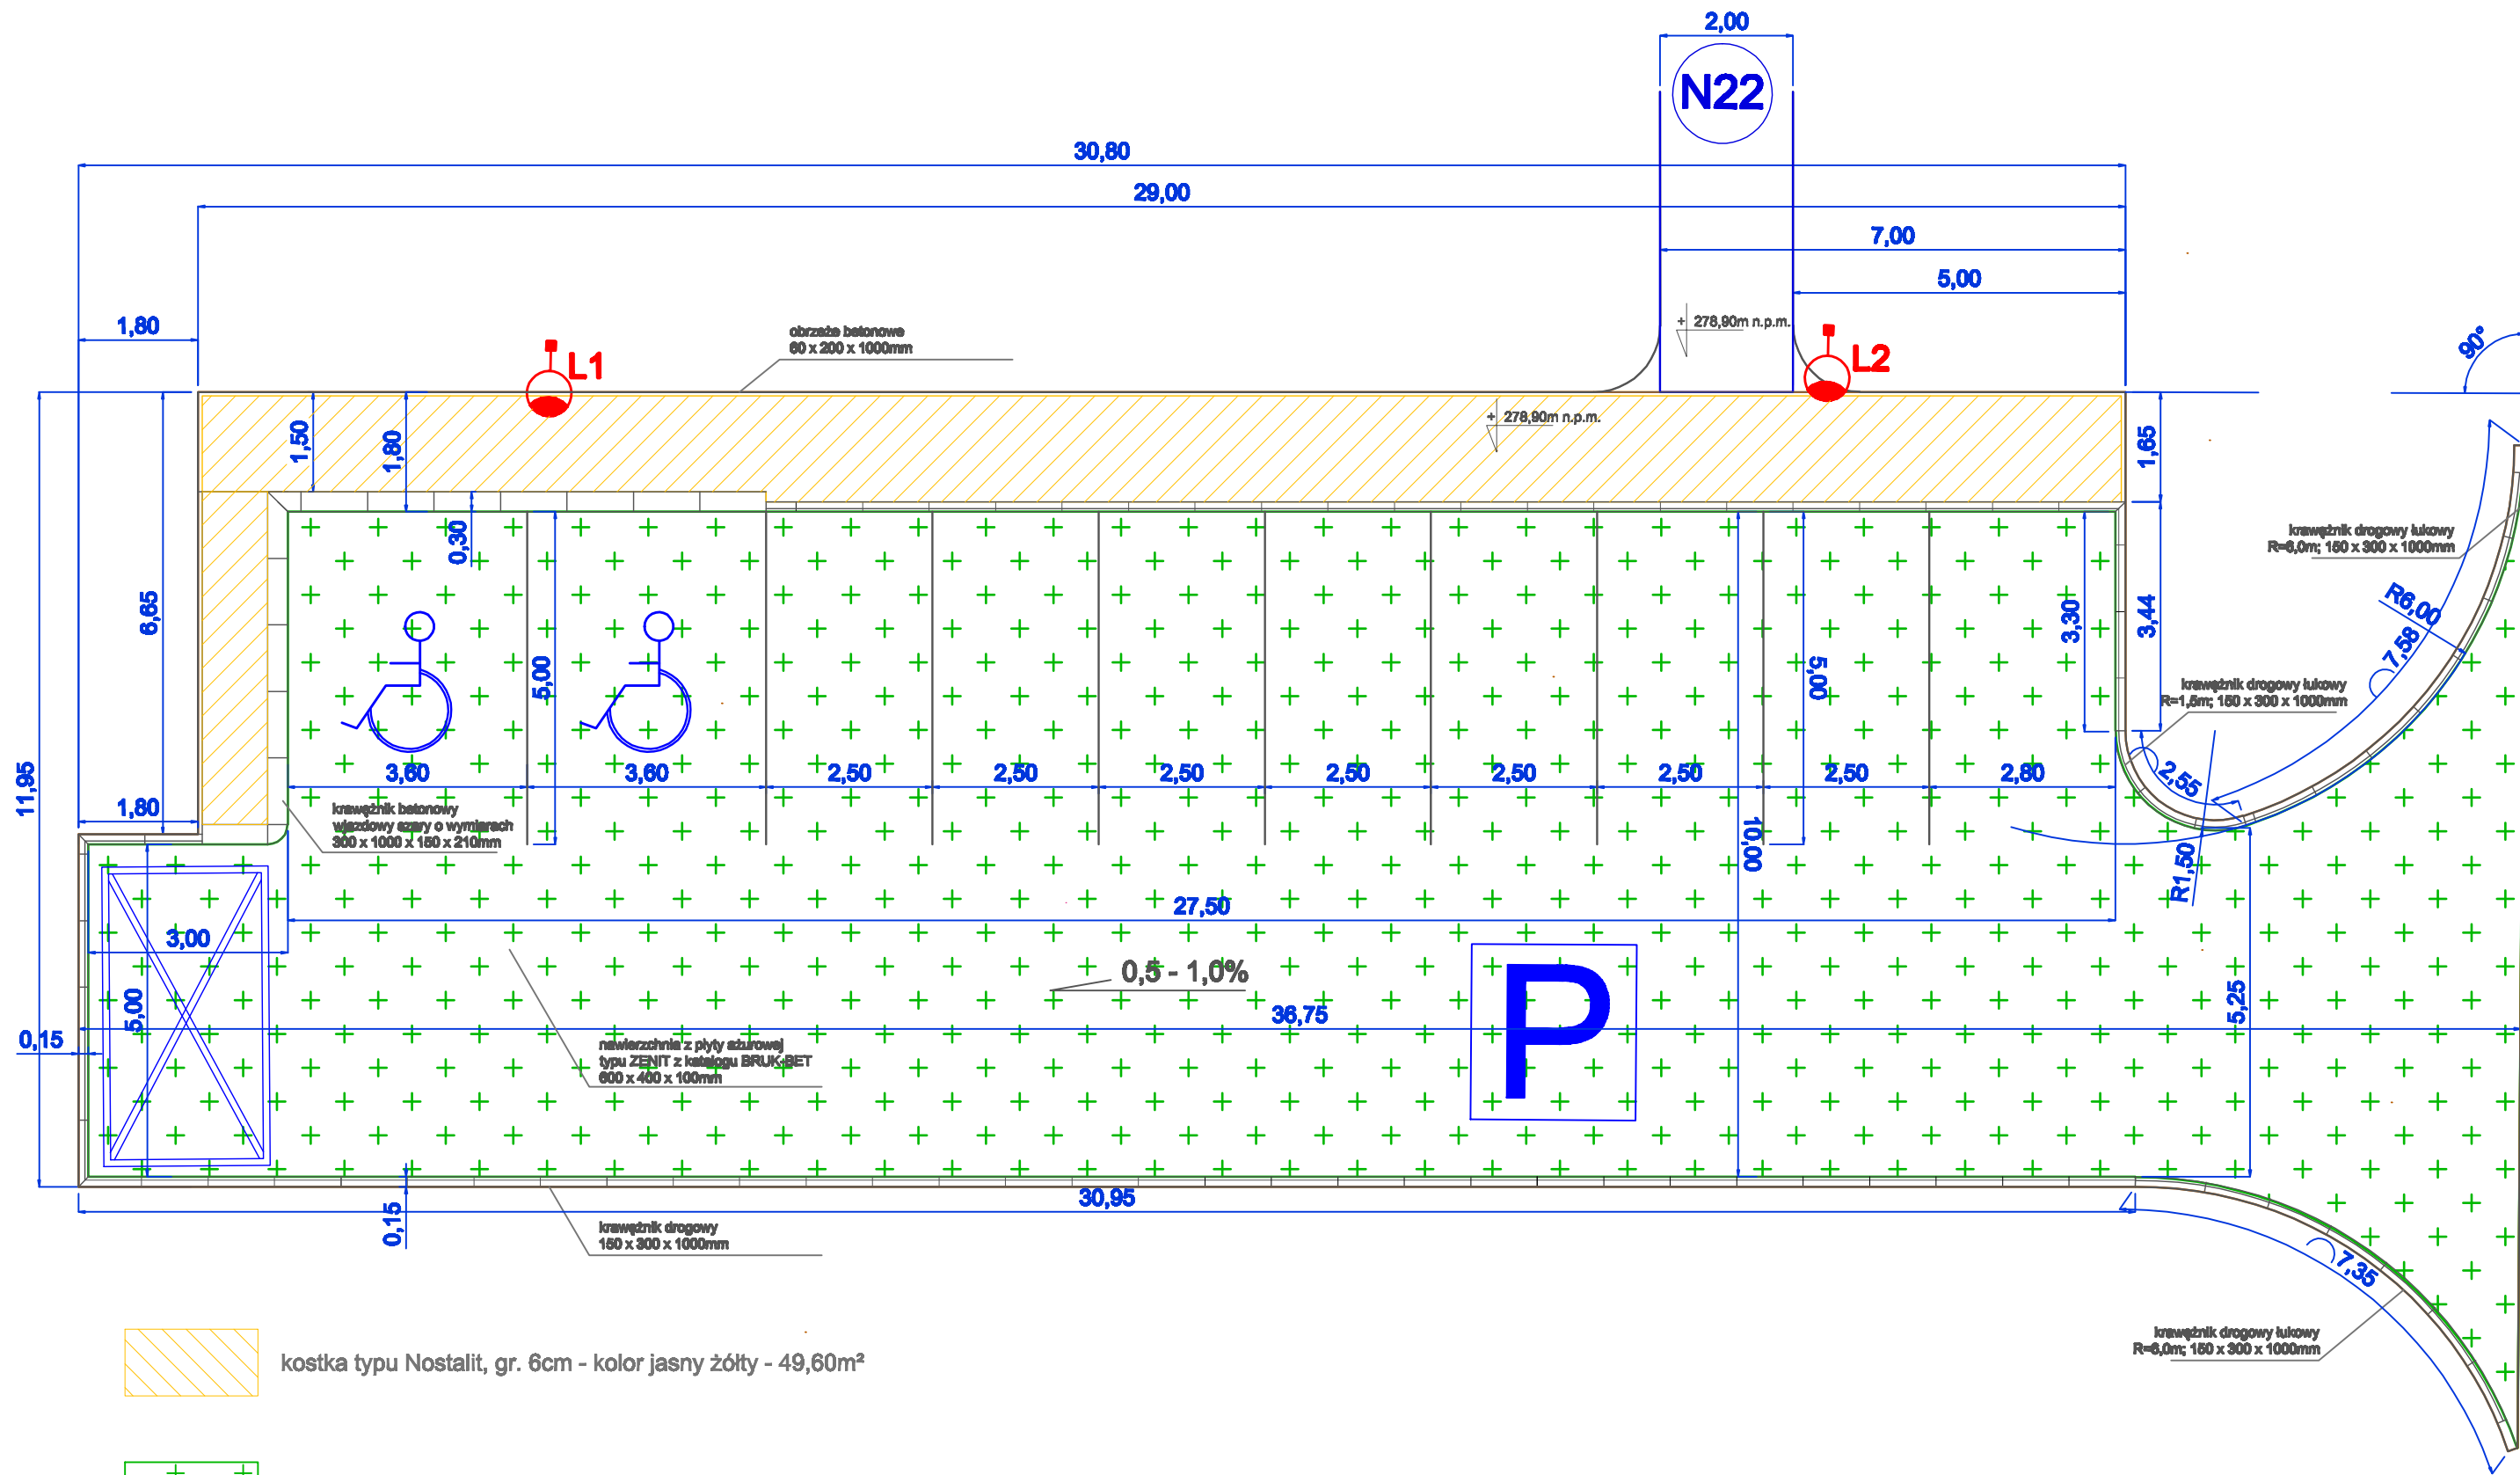 2,00
N22
30,80
29,00
7,00
5,00
1,80
obrzeże betonowe
60 x 200 x 1000mm
L1
+ 278,90m n.p.m.
L2
90°
1,50
1,80
+ 278,90m n.p.m.
1,65
0,30
krawężnik drogowy łukowy
R=6,0m; 150 x 300 x 1000mm
6,65
5,00
5,00
3,30
3,44
R6,00
7,58
krawężnik drogowy łukowy
R=1,5m; 150 x 300 x 1000mm
11,95
3,60
3,60
2,50
2,50
2,50
2,50
2,50
2,50
2,50
2,80
2,55
1,80
krawężnik betonowy
wjazdowy szary o wymiarach
300 x 1000 x 150 x 210mm
10,00
R1,50
27,50
3,00
0,5 - 1,0%
P
5,00
5,25
36,75
0,15
nawierzchnia z płyty ażurowej
typu ZENIT z katalogu BRUK-BET
600 x 400 x 100mm
30,95
0,15
krawężnik drogowy
150 x 300 x 1000mm
7,35
krawężnik drogowy łukowy
R=6,0m; 150 x 300 x 1000mm
kostka typu Nostalit, gr. 6cm - kolor jasny żółty - 49,60m²